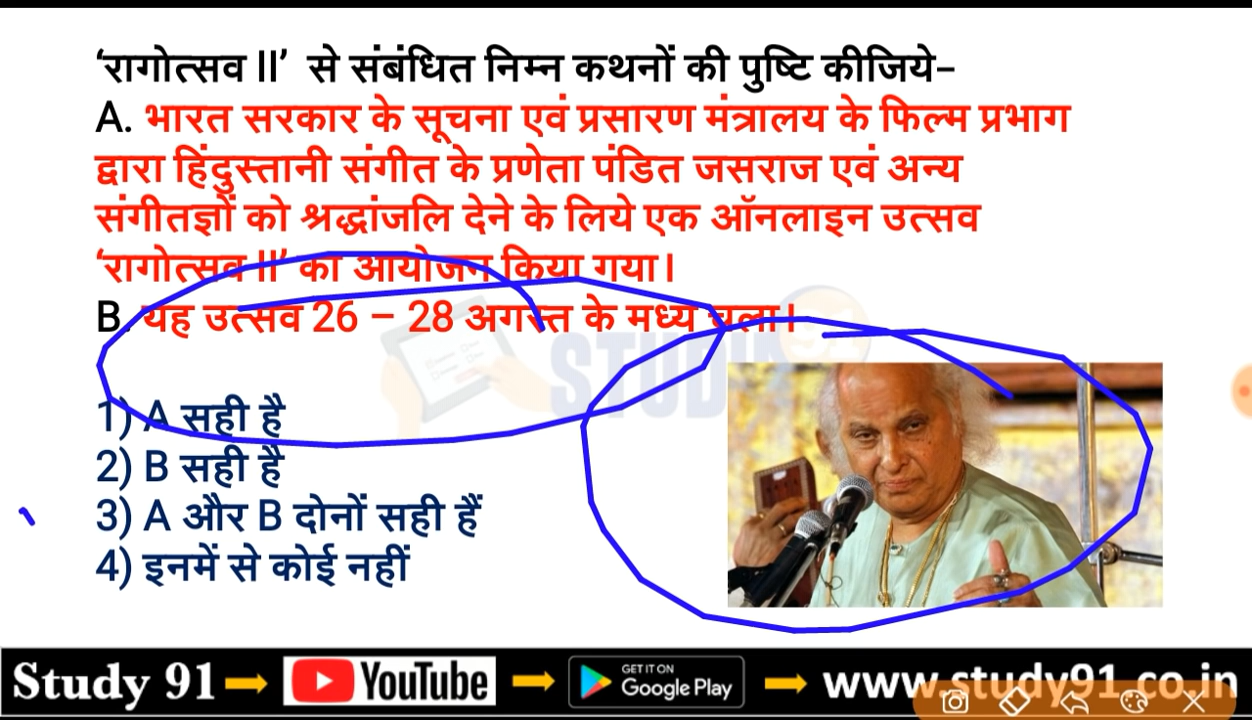 ‘रागोत्सव II’ से संबंधित निम्न कथनों की पुष्टि कीजिये–
A. भारत सरकार के सूचना एवं प्रसारण मंत्रालय के फिल्म प्रभाग
द्वारा हिंदुस्तानी संगीत के प्रणेता पंडित जसराज एवं अन्य
संगीतज्ञों को श्रद्धांजलि देने के लिये एक ऑनलाइन उत्सव
‘रागोत्सव II’ का आयोजन किया गया।
B. यह उत्सव 26 – 28 अगस्त के मध्य चला।
1) A सही है
2) B सही है
3) A और B दोनों सही हैं
4) इनमें से कोई नहीं
Study 91 YouTube GET IT ON Google Play www.study91.co.in